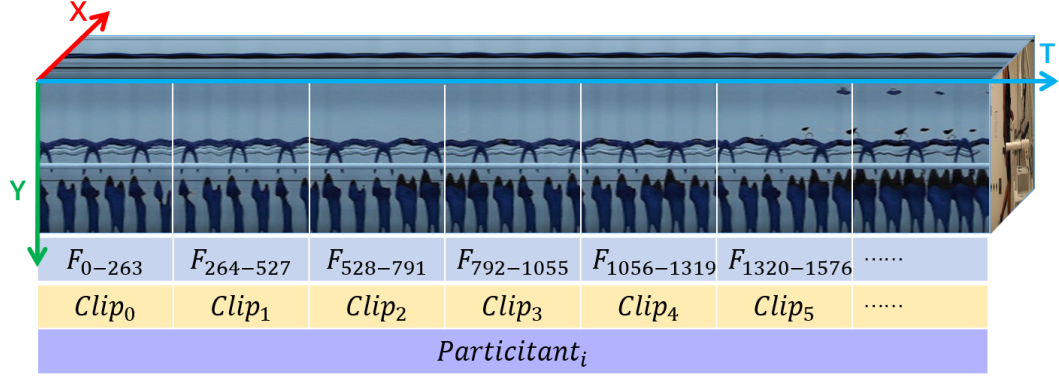 X
T
Y
F₀₋₂₆₃ F₂₆₄₋₅₂₇ F₅₂₈₋₇₉₁ F₇₉₂₋₁₀₅₅ F₁₀₅₆₋₁₃₁₉ F₁₃₂₀₋₁₅₇₆ ……
Clip₀ Clip₁ Clip₂ Clip₃ Clip₄ Clip₅ ……
Particitantᵢ